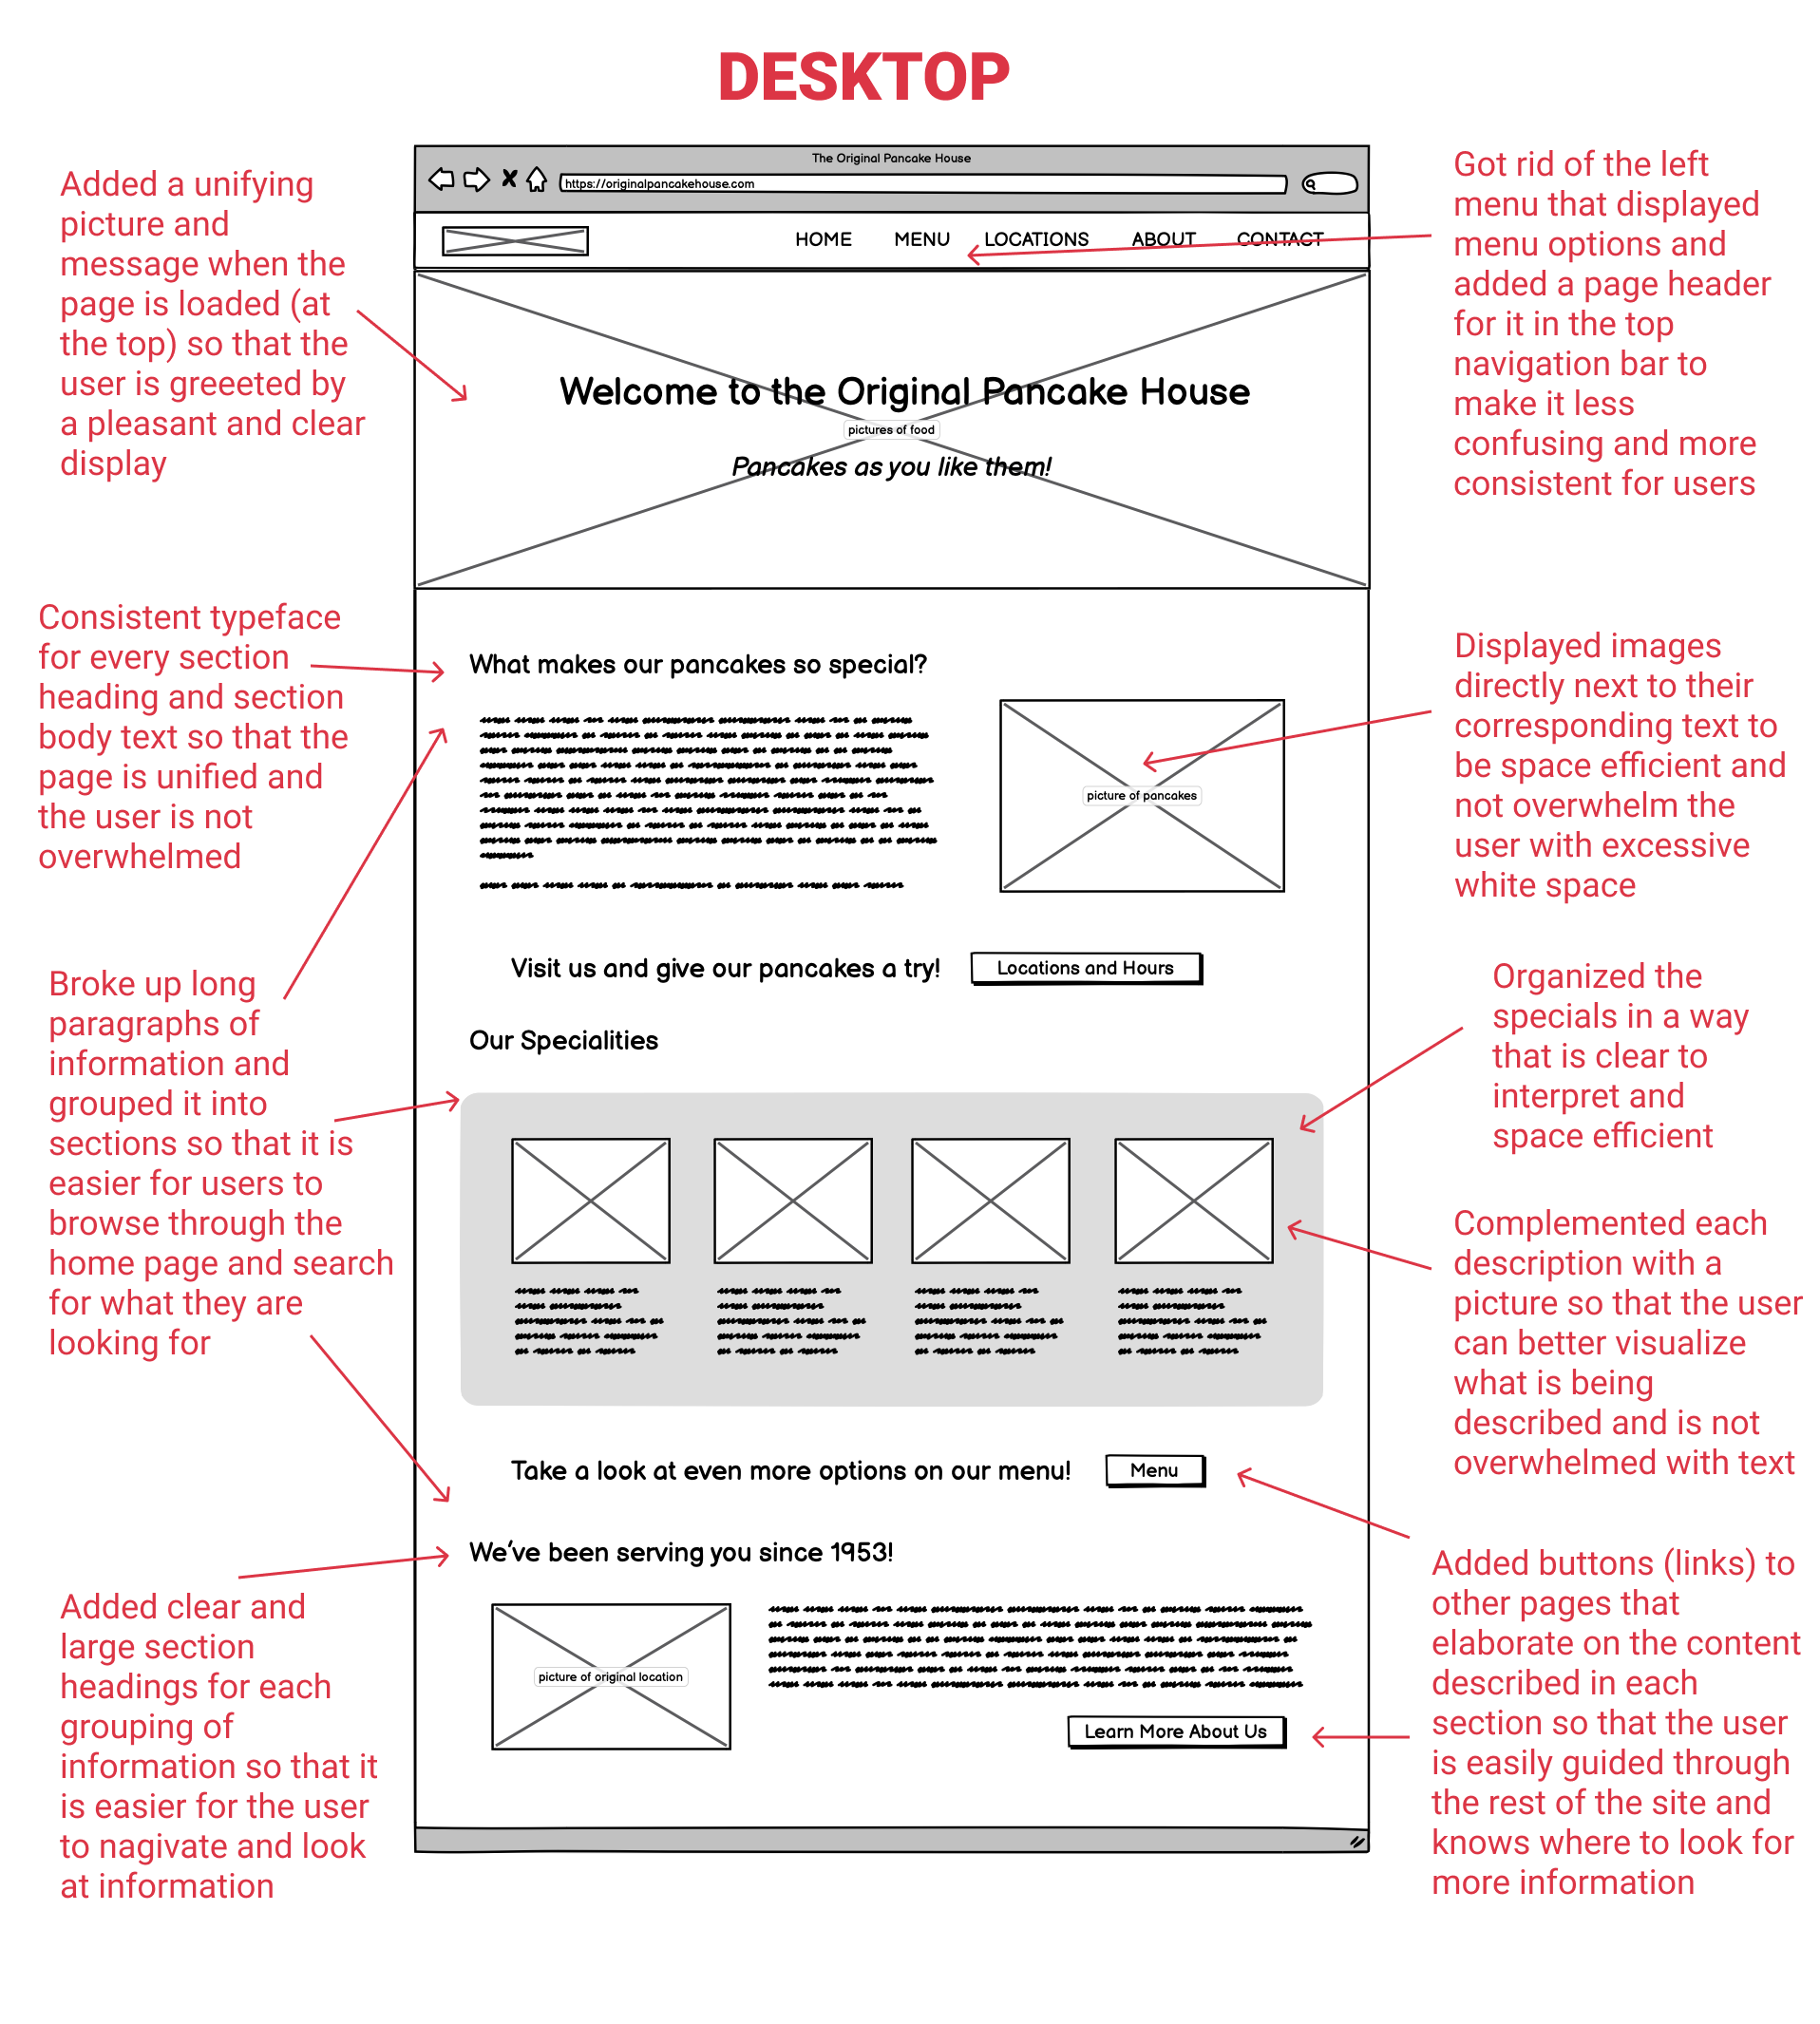 DESKTOP
The Original Pancake House
https://originalpancakehouse.com
HOME MENU LOCATIONS ABOUT CONTACT
Added a unifying
picture and
message when the
page is loaded (at
the top) so that the
user is greeeted by
a pleasant and clear
display
Got rid of the left
menu that displayed
menu options and
added a page header
for it in the top
navigation bar to
make it less
confusing and more
consistent for users
Welcome to the Original Pancake House
pictures of food
Pancakes as you like them!
Consistent typeface
for every section
heading and section
body text so that the
page is unified and
the user is not
overwhelmed
What makes our pancakes so special?
picture of pancakes
Displayed images
directly next to their
corresponding text to
be space efficient and
not overwhelm the
user with excessive
white space
Visit us and give our pancakes a try!
Locations and Hours
Broke up long
paragraphs of
information and
grouped it into
sections so that it is
easier for users to
browse through the
home page and search
for what they are
looking for
Our Specialities
Organized the
specials in a way
that is clear to
interpret and
space efficient
Complemented each
description with a
picture so that the user
can better visualize
what is being
described and is not
overwhelmed with text
Take a look at even more options on our menu!
Menu
We've been serving you since 1953!
picture of original location
Learn More About Us
Added clear and
large section
headings for each
grouping of
information so that it
is easier for the user
to nagivate and look
at information
Added buttons (links) to
other pages that
elaborate on the content
described in each
section so that the user
is easily guided through
the rest of the site and
knows where to look for
more information